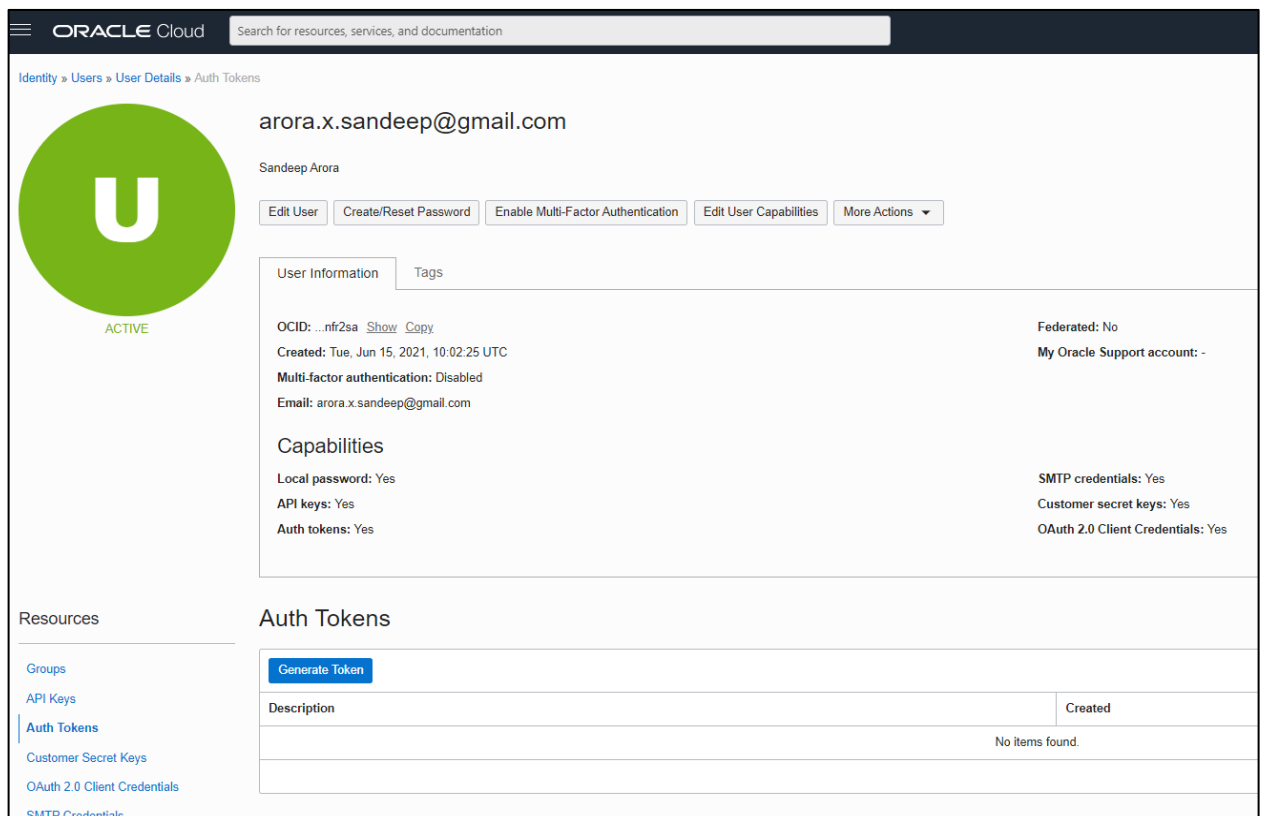 ORACLE Cloud
Search for resources, services, and documentation
Identity » Users » User Details » Auth Tokens
U
ACTIVE
arora.x.sandeep@gmail.com
Sandeep Arora
Edit User Create/Reset Password Enable Multi-Factor Authentication Edit User Capabilities More Actions
User Information Tags
OCID: ...nfr2sa Show Copy
Created: Tue, Jun 15, 2021, 10:02:25 UTC
Multi-factor authentication: Disabled
Email: arora.x.sandeep@gmail.com
Federated: No
My Oracle Support account: -
Capabilities
Local password: Yes
API keys: Yes
Auth tokens: Yes
SMTP credentials: Yes
Customer secret keys: Yes
OAuth 2.0 Client Credentials: Yes
Resources
Groups
API Keys
Auth Tokens
Customer Secret Keys
OAuth 2.0 Client Credentials
SMTP Credentials
Auth Tokens
Generate Token
Description Created
No items found.